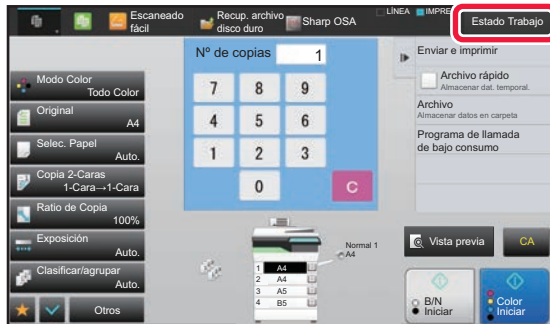 Escaneado
fácil
Recup. archivo
disco duro
Sharp OSA
LÍNEA
IMPRE
Estado Trabajo
Modo Color
Todo Color
Original
A4
Selec. Papel
Auto.
Copia 2-Caras
1-Cara→1-Cara
Ratio de Copia
100%
Exposición
Auto.
Clasificar/agrupar
Auto.
Otros
Nº de copias 1
7 8 9
4 5 6
1 2 3
0 C
Normal 1
A4
1 A4
2 A4
3 A5
4 B5
Enviar e imprimir
Archivo rápido
Almacenar dat. temporal.
Archivo
Almacenar datos en carpeta
Programa de llamada
de bajo consumo
Vista previa
CA
B/N
Iniciar
Color
Iniciar